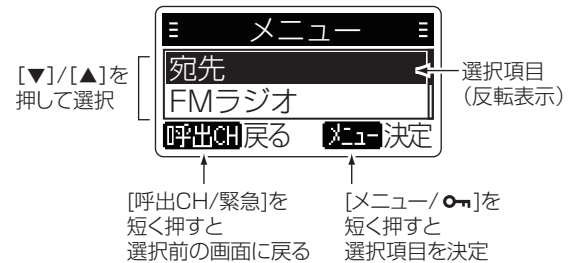 メニュー
[▼]/[▲]を
押して選択
宛先
FMラジオ
選択項目
（反転表示）
呼出CH 戻る メニュー 決定
[呼出CH/緊急]を
短く押すと
選択前の画面に戻る
[メニュー/ ]を
短く押すと
選択項目を決定